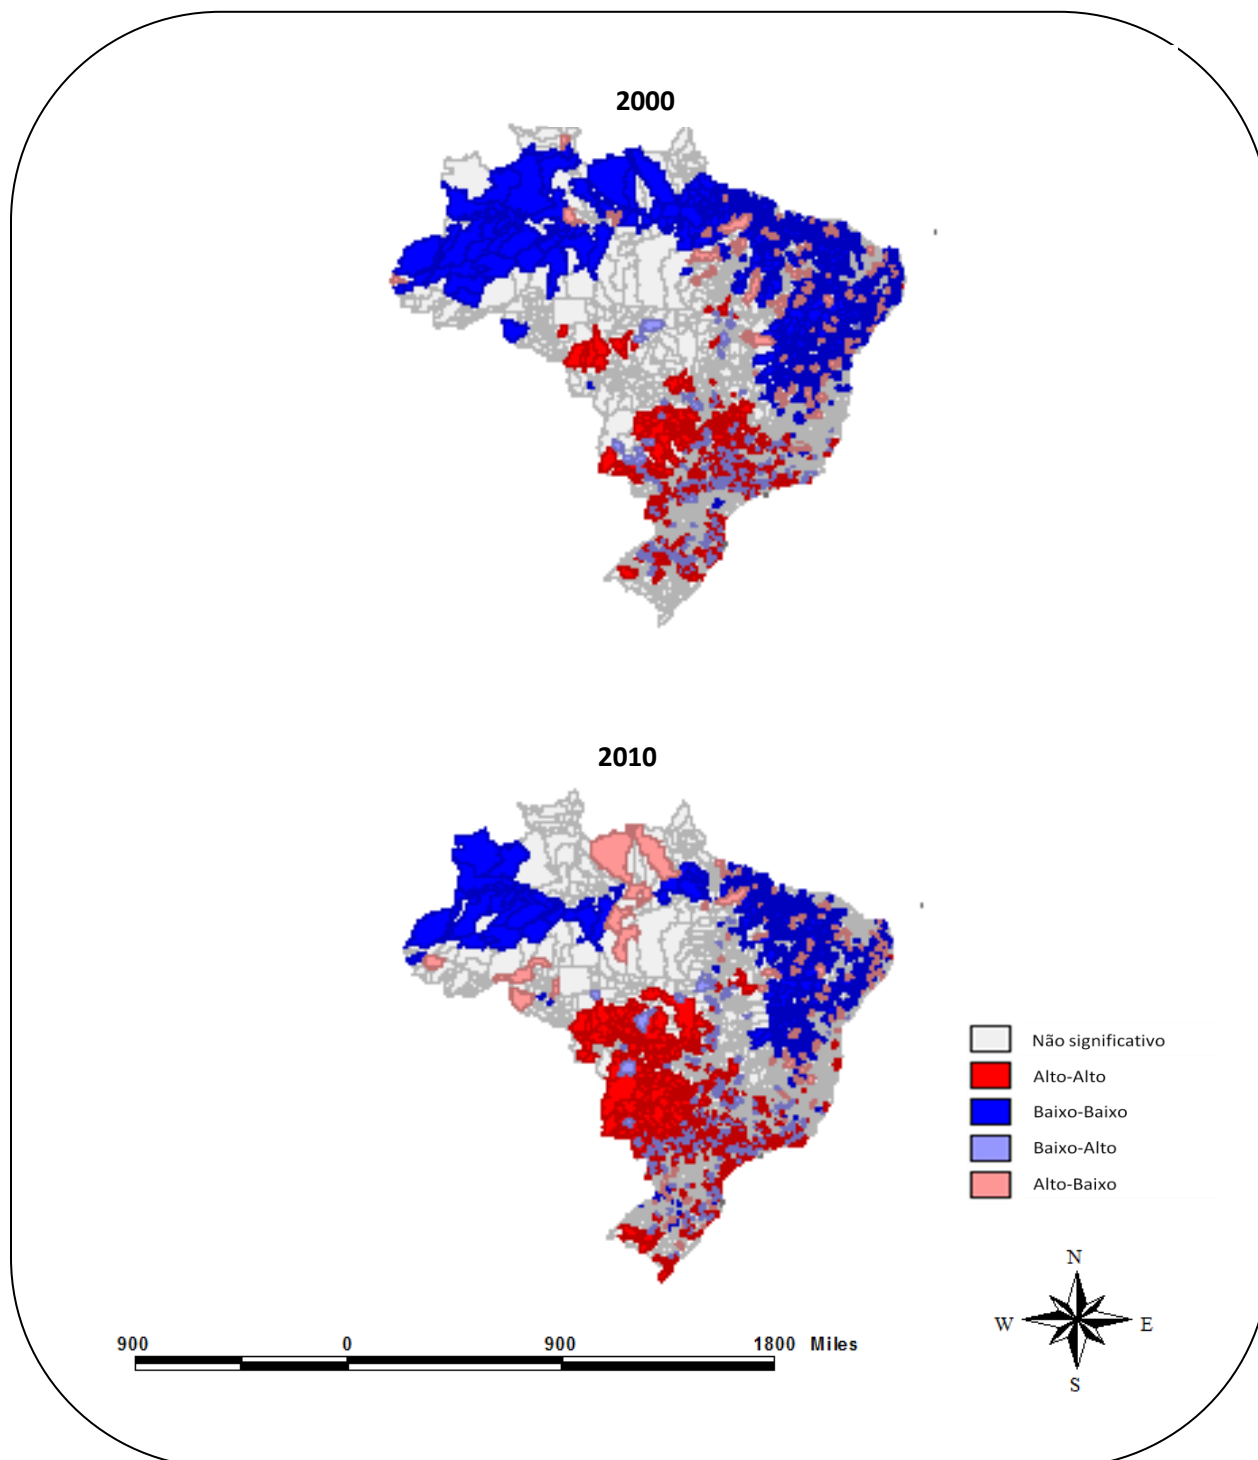 2000
2010
Não significativo
Alto-Alto
Baixo-Baixo
Baixo-Alto
Alto-Baixo
N
W E
S
900 0 900 1800 Miles